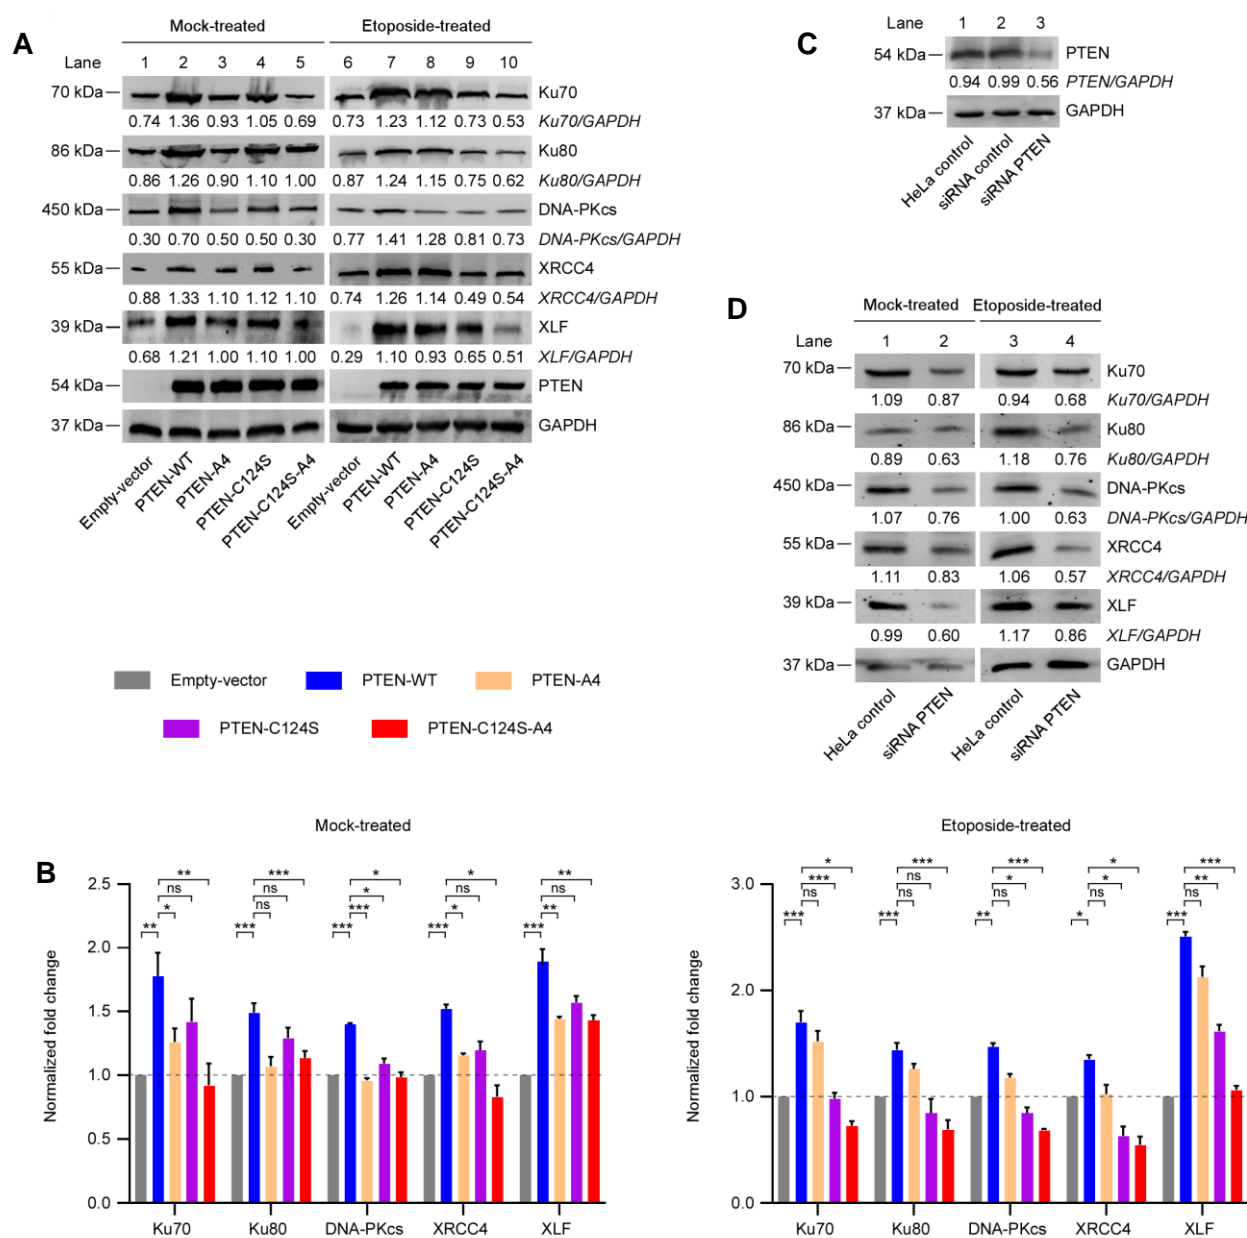 A
Mock-treated Etoposide-treated
Lane 1 2 3 4 5 6 7 8 9 10
70 kDa Ku70
0.74 1.36 0.93 1.05 0.69 0.73 1.23 1.12 0.73 0.53 Ku70/GAPDH
86 kDa Ku80
0.86 1.26 0.90 1.10 1.00 0.87 1.24 1.15 0.75 0.62 Ku80/GAPDH
450 kDa DNA-PKcs
0.30 0.70 0.50 0.50 0.30 0.77 1.41 1.28 0.81 0.73 DNA-PKcs/GAPDH
55 kDa XRCC4
0.88 1.33 1.10 1.12 1.10 0.74 1.26 1.14 0.49 0.54 XRCC4/GAPDH
39 kDa XLF
0.68 1.21 1.00 1.10 1.00 0.29 1.10 0.93 0.65 0.51 XLF/GAPDH
54 kDa PTEN
37 kDa GAPDH
Empty-vector PTEN-WT PTEN-A4 PTEN-C124S PTEN-C124S-A4 Empty-vector PTEN-WT PTEN-A4 PTEN-C124S PTEN-C124S-A4
C
Lane 1 2 3
54 kDa PTEN
0.94 0.99 0.56 PTEN/GAPDH
37 kDa GAPDH
HeLa control siRNA control siRNA PTEN
D
Mock-treated Etoposide-treated
Lane 1 2 3 4
70 kDa Ku70
1.09 0.87 0.94 0.68 Ku70/GAPDH
86 kDa Ku80
0.89 0.63 1.18 0.76 Ku80/GAPDH
450 kDa DNA-PKcs
1.07 0.76 1.00 0.63 DNA-PKcs/GAPDH
55 kDa XRCC4
1.11 0.83 1.06 0.57 XRCC4/GAPDH
39 kDa XLF
0.99 0.60 1.17 0.86 XLF/GAPDH
37 kDa GAPDH
HeLa control siRNA PTEN HeLa control siRNA PTEN
Empty-vector PTEN-WT PTEN-A4
PTEN-C124S PTEN-C124S-A4
B
Mock-treated
Normalized fold change
2.5
2.0
1.5
1.0
0.5
0.0
** ns * **
*** ns ns ***
* * *** ***
* ns * ***
** ns ** ***
Ku70 Ku80 DNA-PKcs XRCC4 XLF
Etoposide-treated
Normalized fold change
3.0
2.0
1.0
0.0
* *** ns ***
*** ns ns ***
*** * ns **
* * ns *
*** ** ns ***
Ku70 Ku80 DNA-PKcs XRCC4 XLF